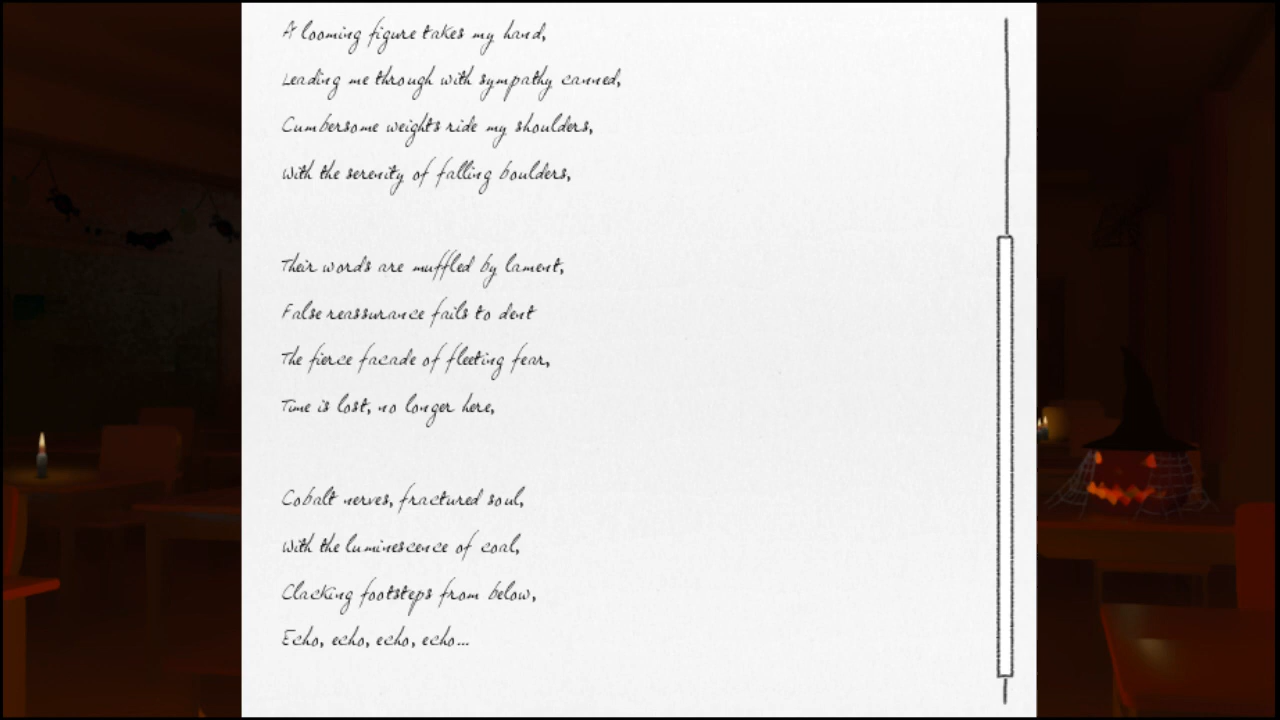 A looming figure takes my hand,
Leading me through with sympathy canned,
Cumbersome weights ride my shoulders,
With the serenity of falling boulders,
Their words are muffled by lament,
False reassurance fails to dent
The fierce facade of fleeting fear,
Time is lost, no longer here,
Cobalt nerves, fractured soul,
With the luminescence of coal,
Clacking footsteps from below,
Echo, echo, echo, echo...